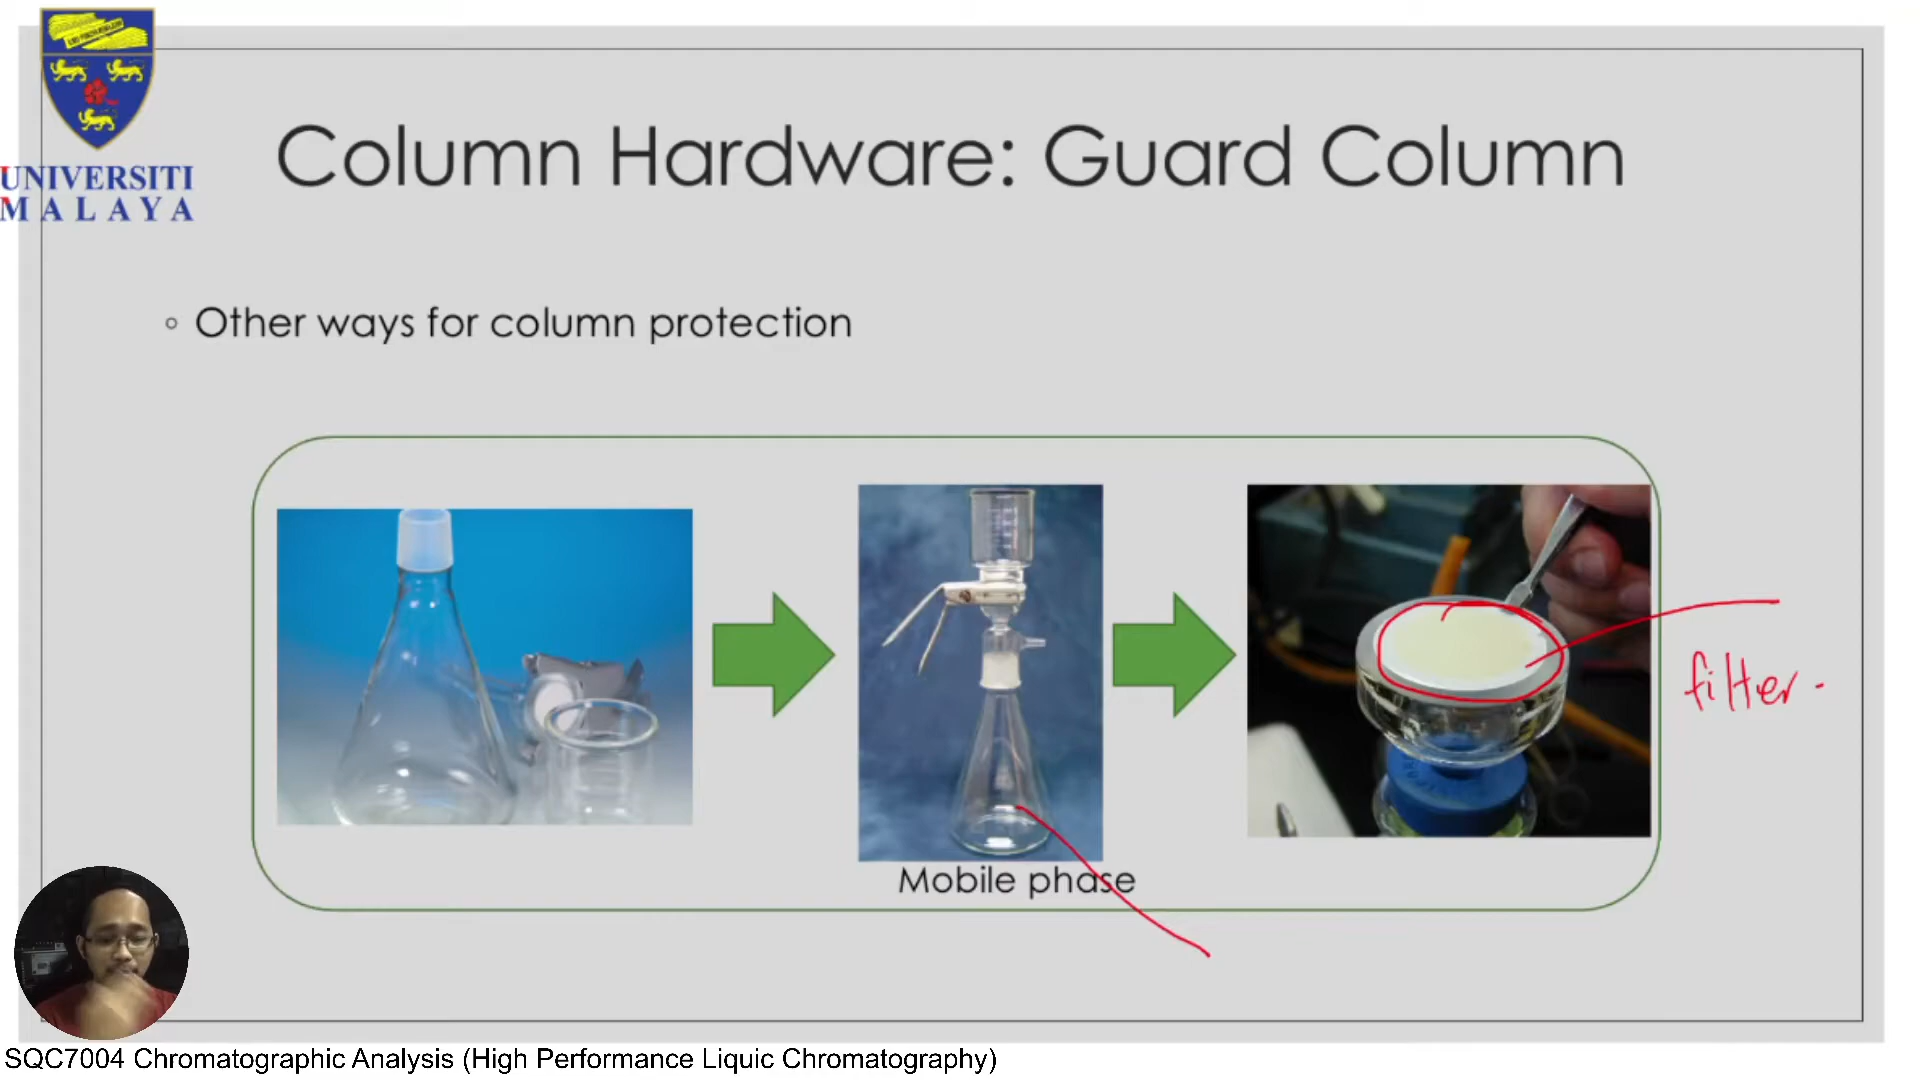 UNIVERSITI
MALAYA
Column Hardware: Guard Column
Other ways for column protection
filter.
Mobile phase
SQC7004 Chromatographic Analysis (High Performance Liquic Chromatography)